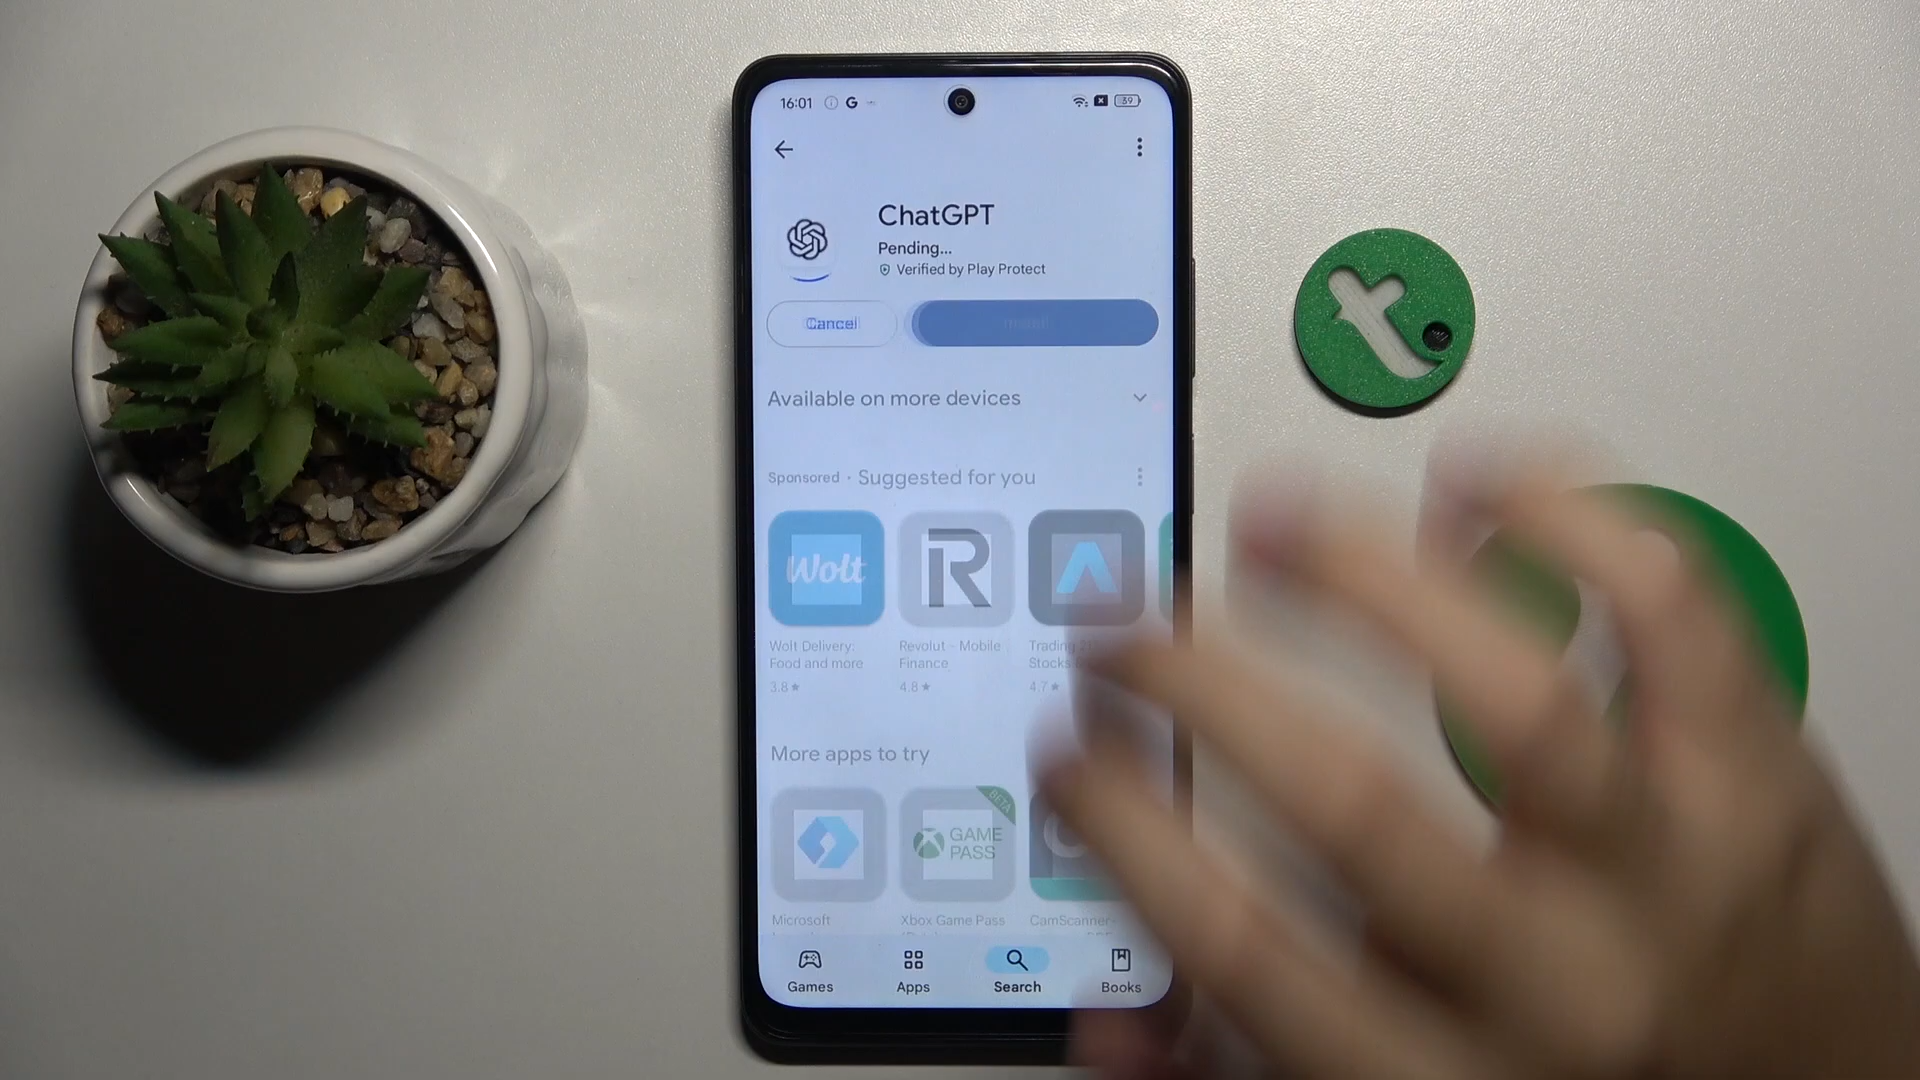 16:01 G 39
ChatGPT
Pending...
Verified by Play Protect
Cancel
Available on more devices
Sponsored · Suggested for you
Wolt
R
Wolt Delivery:
Food and more
3.8★
Revolut - Mobile
Finance
4.8★
Trading
Stocks
4.7★
More apps to try
BETA
GAME
PASS
Microsoft
Xbox Game Pass
CamScanner-
Games
Apps
Search
Books
t